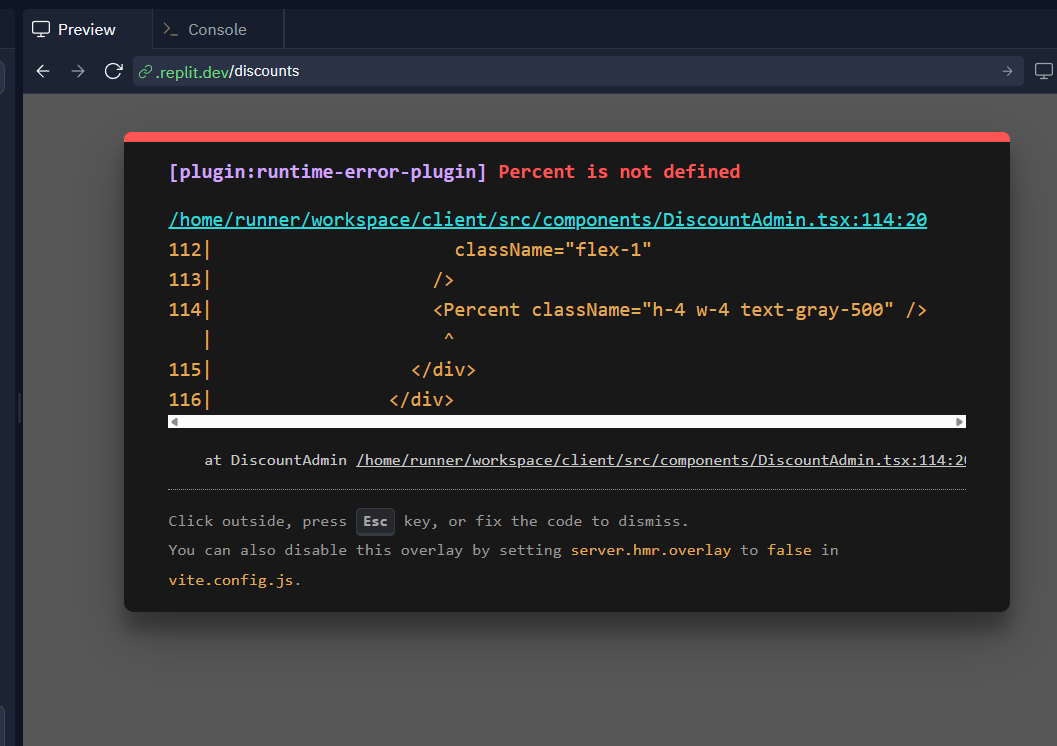 Preview
>_ Console
.replit.dev/discounts
[plugin:runtime-error-plugin] Percent is not defined
/home/runner/workspace/client/src/components/DiscountAdmin.tsx:114:20
112| className="flex-1"
113| />
114| <Percent className="h-4 w-4 text-gray-500" />
| ^
115| </div>
116| </div>
at DiscountAdmin /home/runner/workspace/client/src/components/DiscountAdmin.tsx:114:20
Click outside, press Esc key, or fix the code to dismiss.
You can also disable this overlay by setting server.hmr.overlay to false in
vite.config.js.